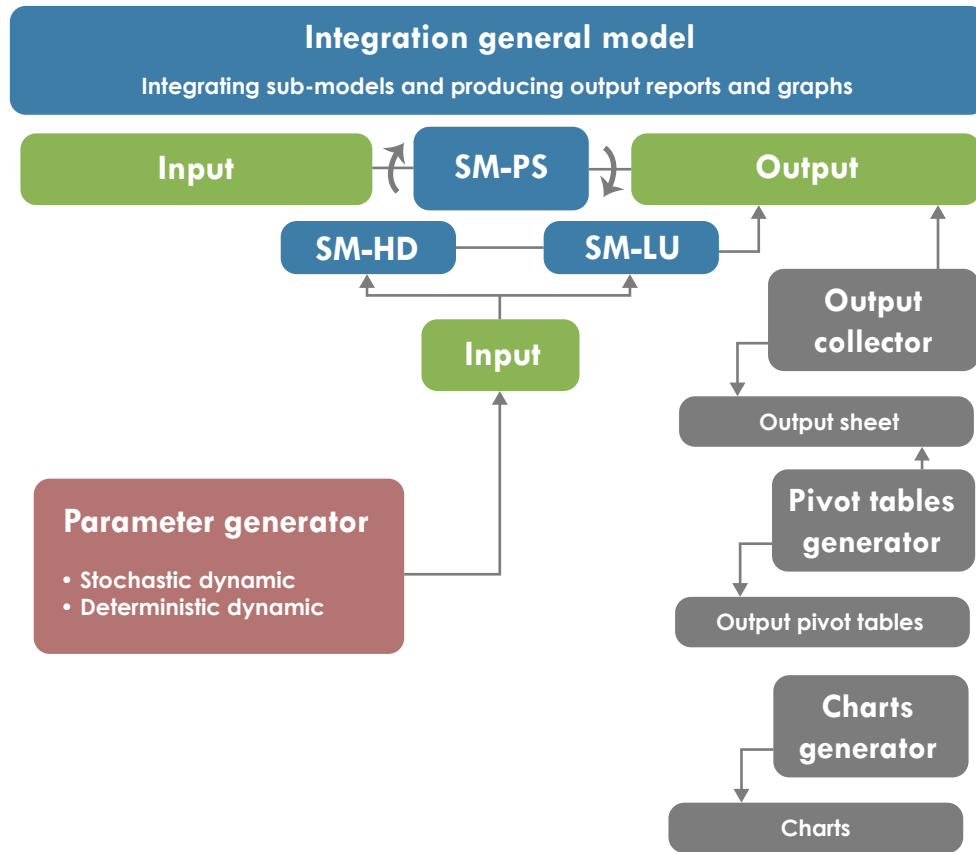 Integration general model
Integrating sub-models and producing output reports and graphs
Input
SM-PS
Output
SM-HD
SM-LU
Input
Output
collector
Output sheet
Parameter generator
• Stochastic dynamic
• Deterministic dynamic
Pivot tables
generator
Output pivot tables
Charts
generator
Charts